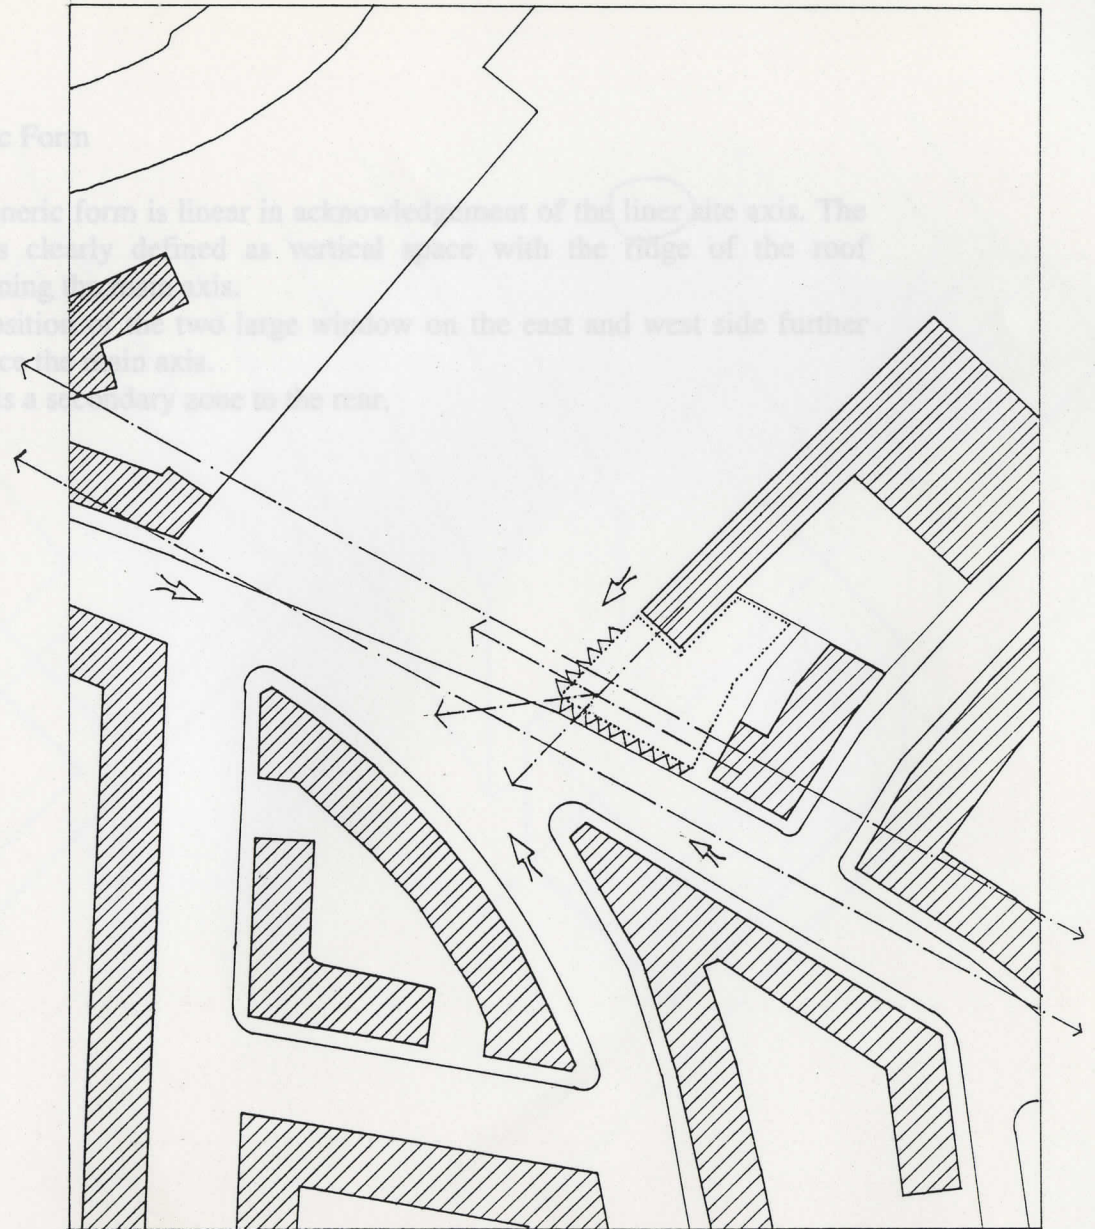 c Form
neric form is linear in acknowledgement of the liner site axis. The
s clearly defined as vertical space with the ridge of the roof
ning the axis.
sition of the two large window on the east and west side further
ce the main axis.
is a secondary zone to the rear.